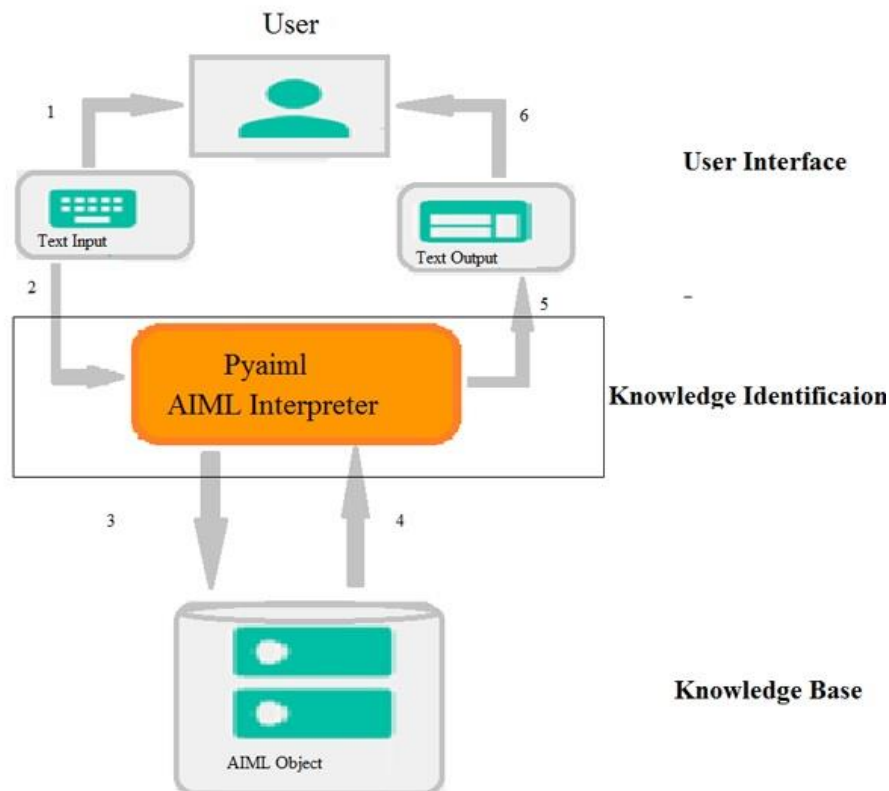 User
1
6
User Interface
Text Input
Text Output
2
5
Pyaiml
AIML Interpreter
Knowledge Identificaion
3
4
Knowledge Base
AIML Object